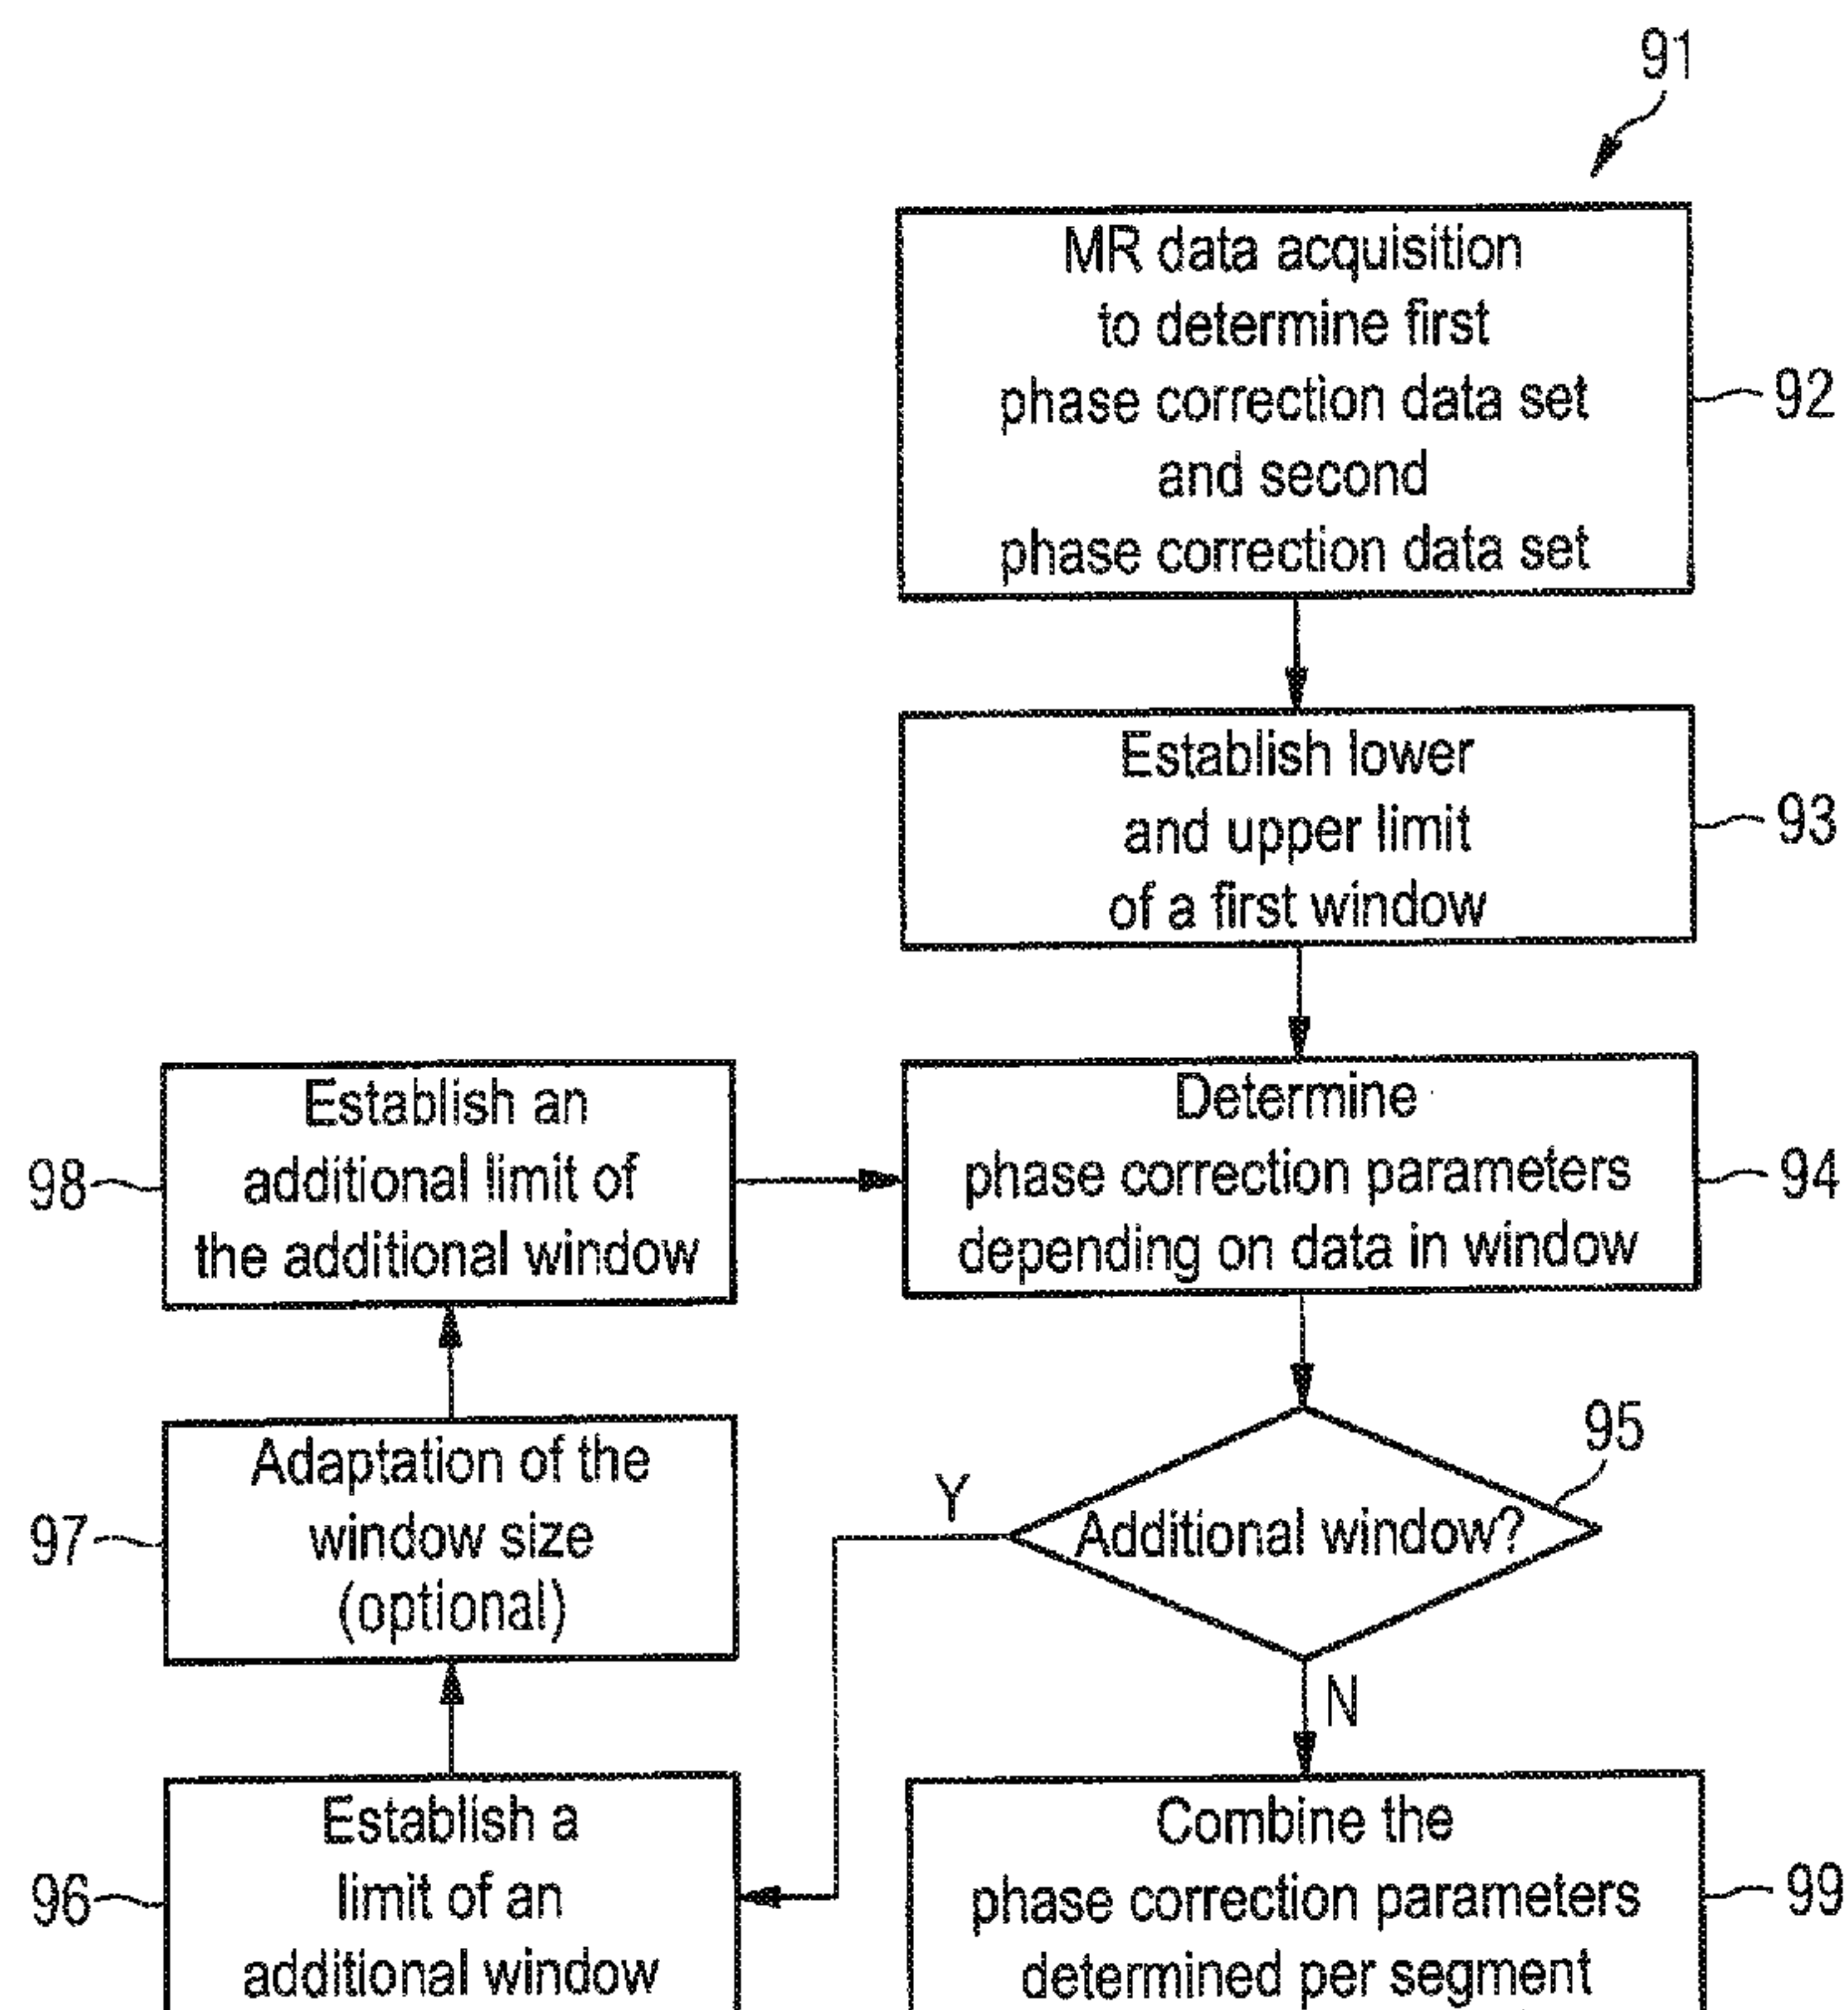 91
MR data acquisition
to determine first
phase correction data set
and second
phase correction data set
92
Establish lower
and upper limit
of a first window
93
Establish an
additional limit of
the additional window
98
Determine
phase correction parameters
depending on data in window
94
Adaptation of the
window size
(optional)
97
Y
Additional window?
95
N
Establish a
limit of an
additional window
96
Combine the
phase correction parameters
determined per segment
99